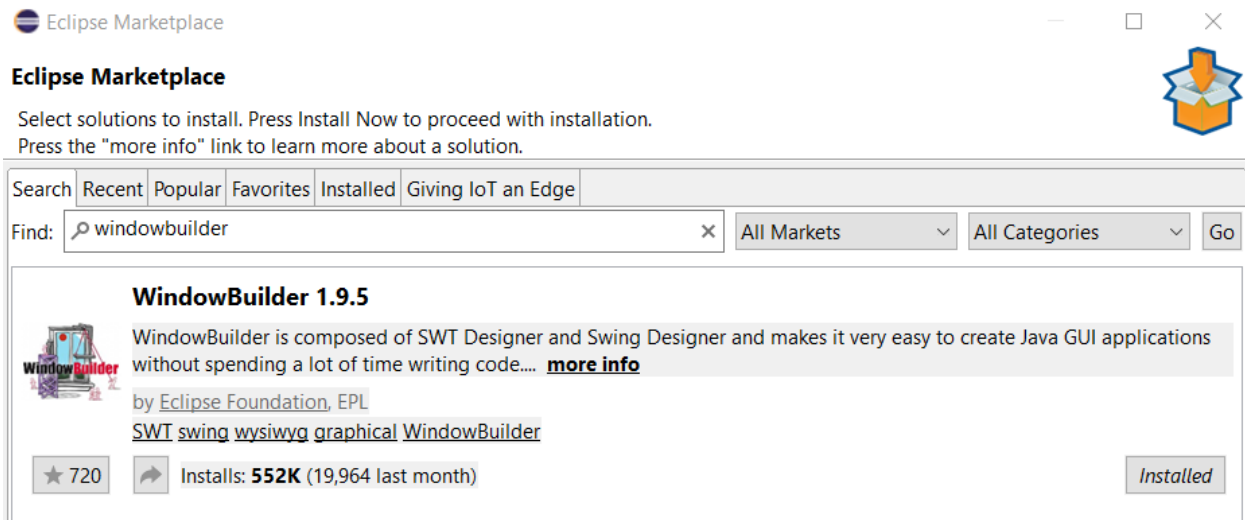 Eclipse Marketplace
Eclipse Marketplace
Select solutions to install. Press Install Now to proceed with installation.
Press the "more info" link to learn more about a solution.
Search Recent Popular Favorites Installed Giving IoT an Edge
Find: windowbuilder All Markets All Categories Go
WindowBuilder 1.9.5
WindowBuilder is composed of SWT Designer and Swing Designer and makes it very easy to create Java GUI applications
WindowBuilder without spending a lot of time writing code.... more info
by Eclipse Foundation, EPL
SWT swing wysiwyg graphical WindowBuilder
720 Installs: 552K (19,964 last month) Installed